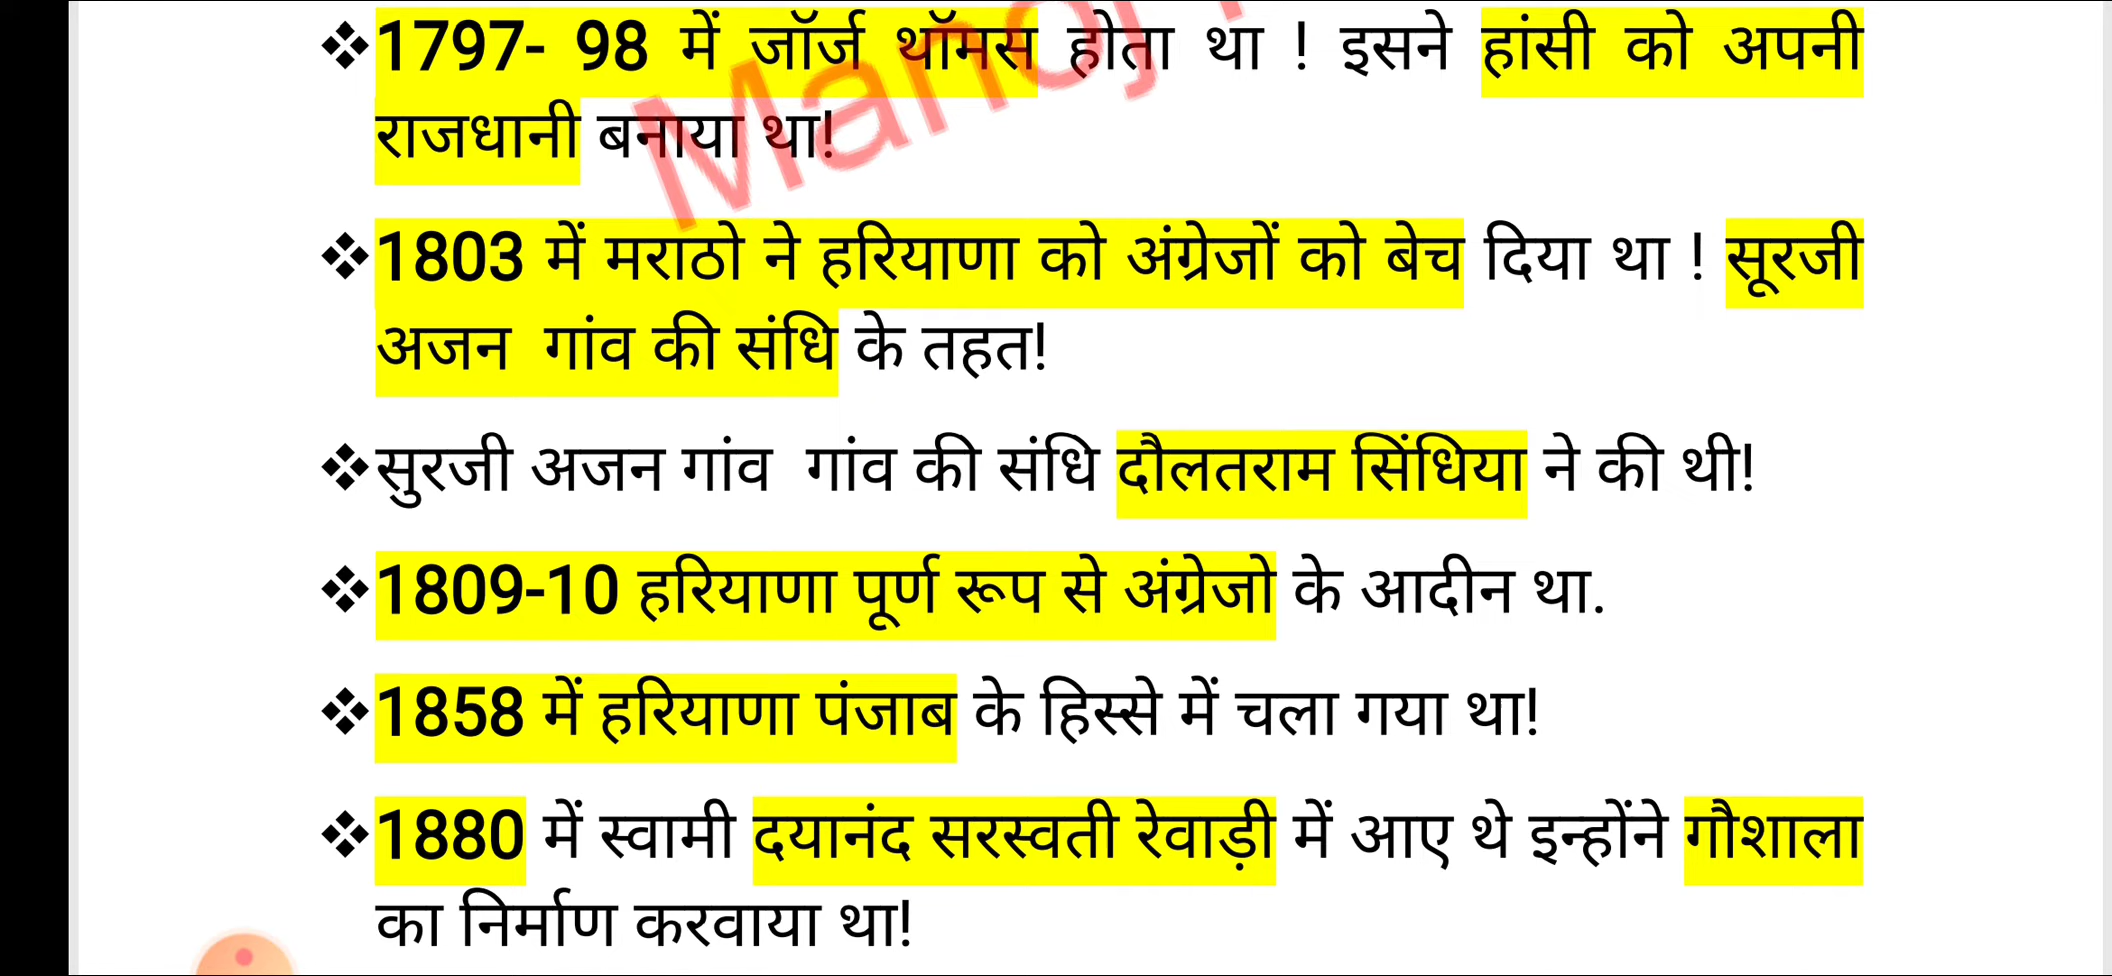 ❖1797- 98 में जॉर्ज थॉमस होता था ! इसने हांसी को अपनी
राजधानी बनाया था!
Manoj
❖1803 में मराठो ने हरियाणा को अंग्रेजों को बेच दिया था ! सूरजी
अजन गांव की संधि के तहत!
❖सुरजी अजन गांव गांव की संधि दौलतराम सिंधिया ने की थी!
❖1809-10 हरियाणा पूर्ण रूप से अंग्रेजो के आदीन था.
❖1858 में हरियाणा पंजाब के हिस्से में चला गया था!
❖1880 में स्वामी दयानंद सरस्वती रेवाड़ी में आए थे इन्होंने गौशाला
का निर्माण करवाया था!